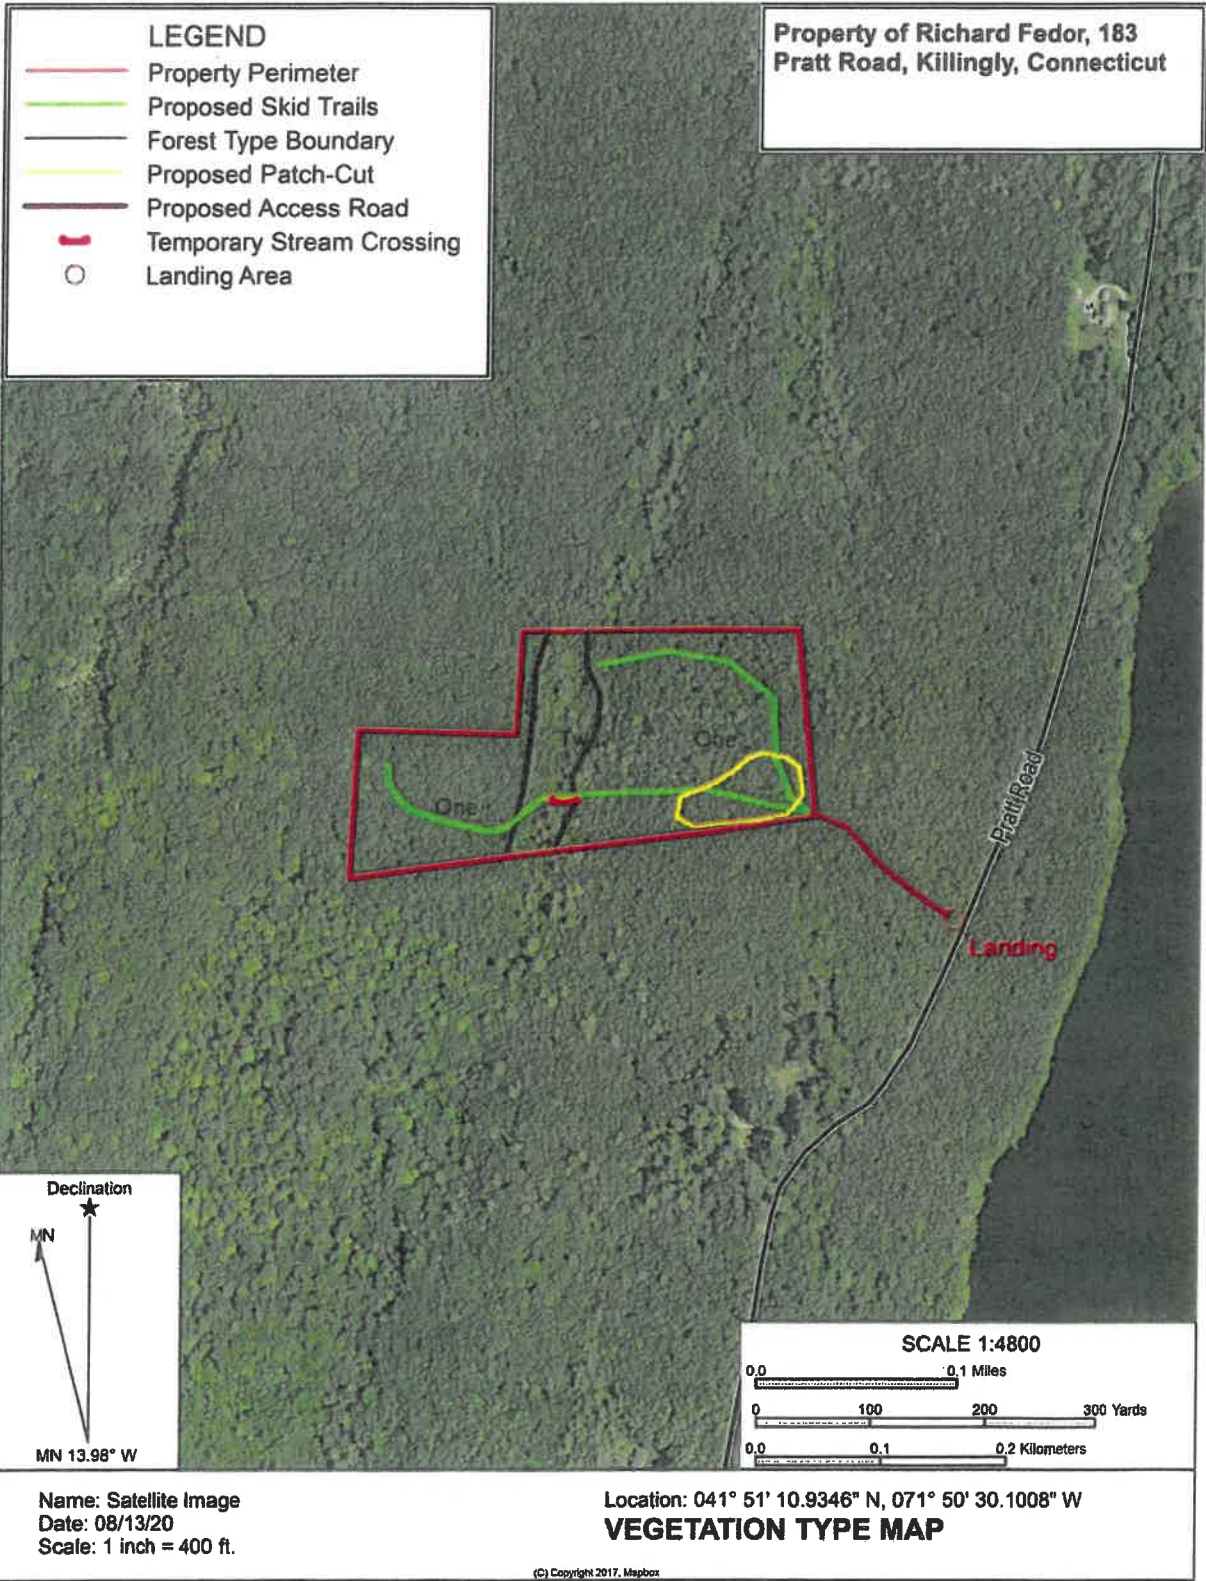 LEGEND
Property Perimeter
Proposed Skid Trails
Forest Type Boundary
Proposed Patch-Cut
Proposed Access Road
Temporary Stream Crossing
Landing Area
Property of Richard Fedor, 183
Pratt Road, Killingly, Connecticut
One
One
Pratt Road
Landing
Declination
MN
MN 13.98° W
SCALE 1:4800
0.0 0.1 Miles
0 100 200 300 Yards
0.0 0.1 0.2 Kilometers
Name: Satellite Image
Date: 08/13/20
Scale: 1 inch = 400 ft.
Location: 041° 51' 10.9346" N, 071° 50' 30.1008" W
VEGETATION TYPE MAP
(C) Copyright 2017, Mapbox